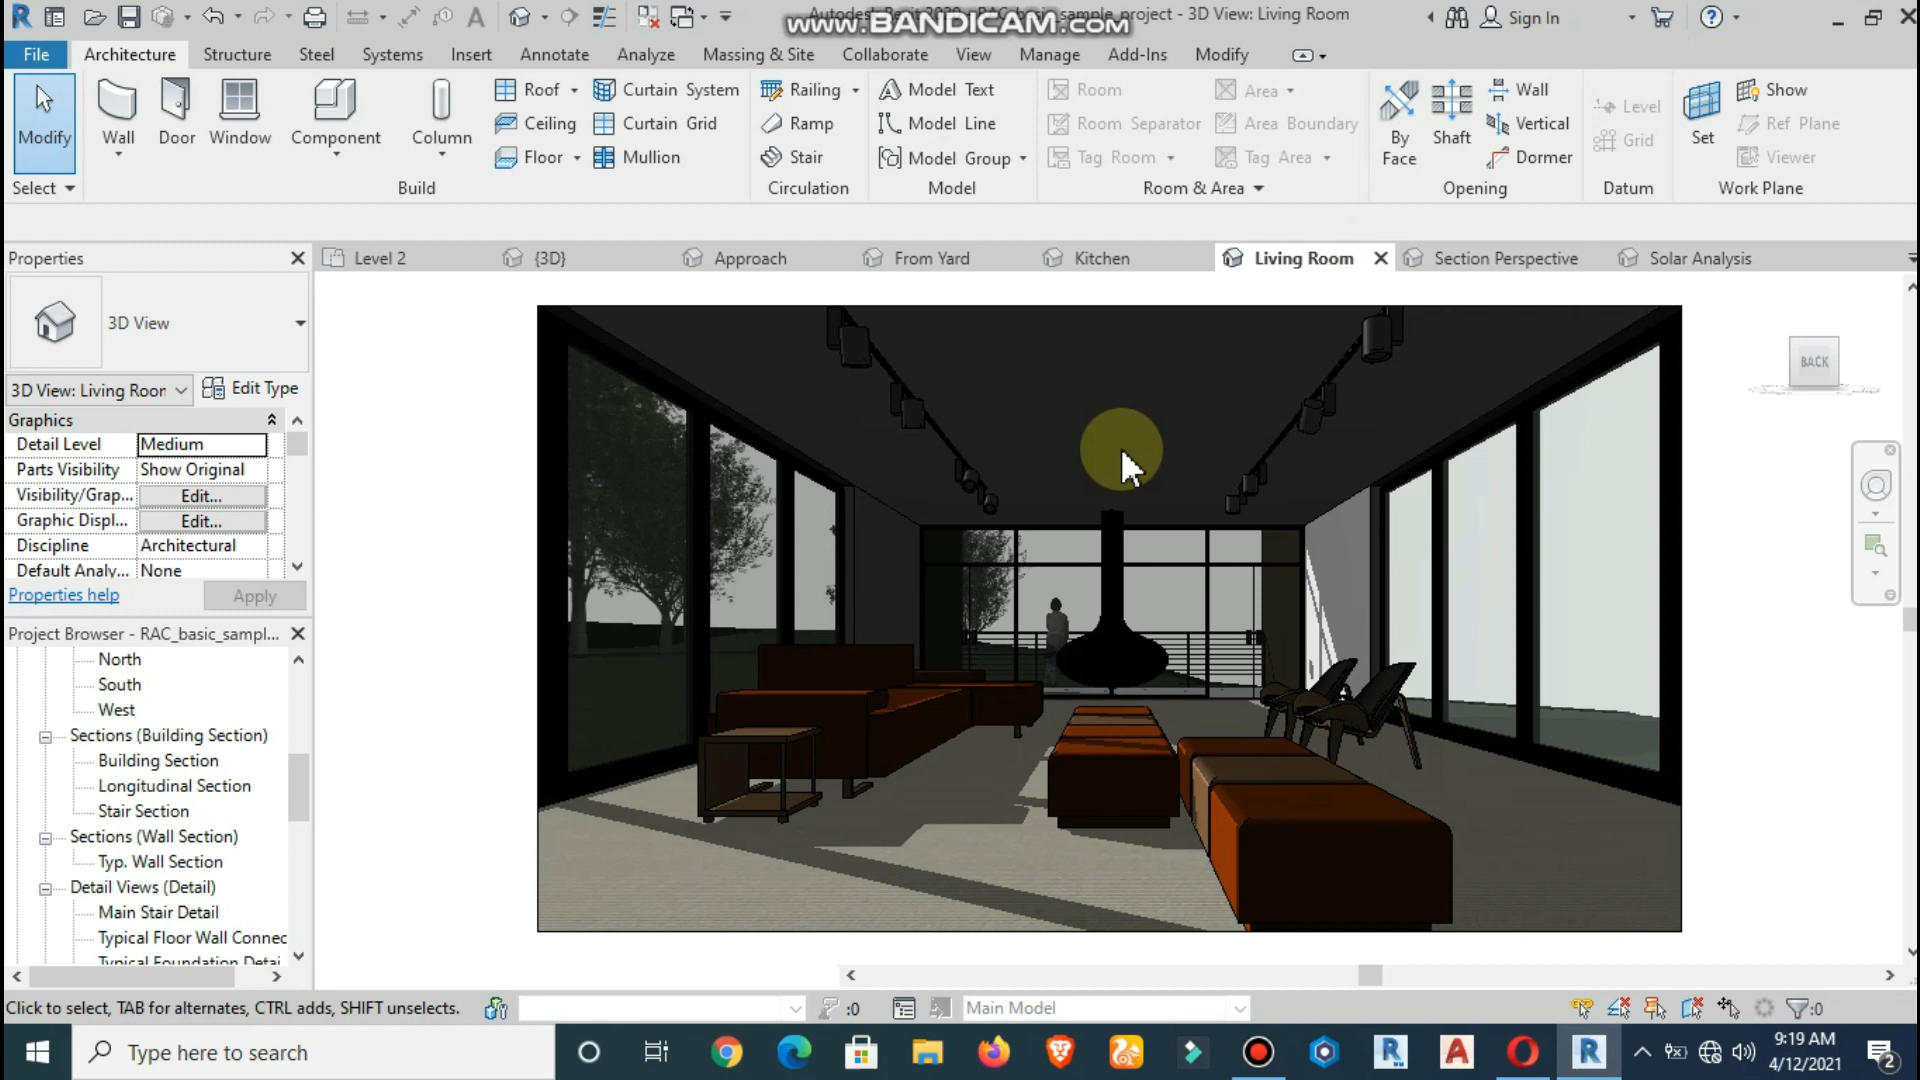 Autodesk Revit 2020 - RAC_basic_sample_project - 3D View: Living Room
www.BANDICAM.com
Sign In
File Architecture Structure Steel Systems Insert Annotate Analyze Massing & Site Collaborate View Manage Add-Ins Modify
Modify
Select
Wall
Door
Window
Component
Column
Roof
Ceiling
Floor
Curtain System
Curtain Grid
Mullion
Build
Railing
Ramp
Stair
Circulation
Model Text
Model Line
Model Group
Model
Room
Room Separator
Tag Room
Area
Area Boundary
Tag Area
Room & Area
By Face
Shaft
Wall
Vertical
Dormer
Opening
Level
Grid
Datum
Set
Show
Ref Plane
Viewer
Work Plane
Level 2 {3D} Approach From Yard Kitchen Living Room Section Perspective Solar Analysis
Properties
3D View
3D View: Living Roor Edit Type
Graphics
Detail Level Medium
Parts Visibility Show Original
Visibility/Grap... Edit...
Graphic Displ... Edit...
Discipline Architectural
Default Analy... None
Properties help Apply
BACK
Project Browser - RAC_basic_sampl...
North
South
West
Sections (Building Section)
Building Section
Longitudinal Section
Stair Section
Sections (Wall Section)
Typ. Wall Section
Detail Views (Detail)
Main Stair Detail
Typical Floor Wall Connec
Typical Foundation Detai
Click to select, TAB for alternates, CTRL adds, SHIFT unselects.
:0
Main Model
:0
Type here to search
9:19 AM
4/12/2021
2